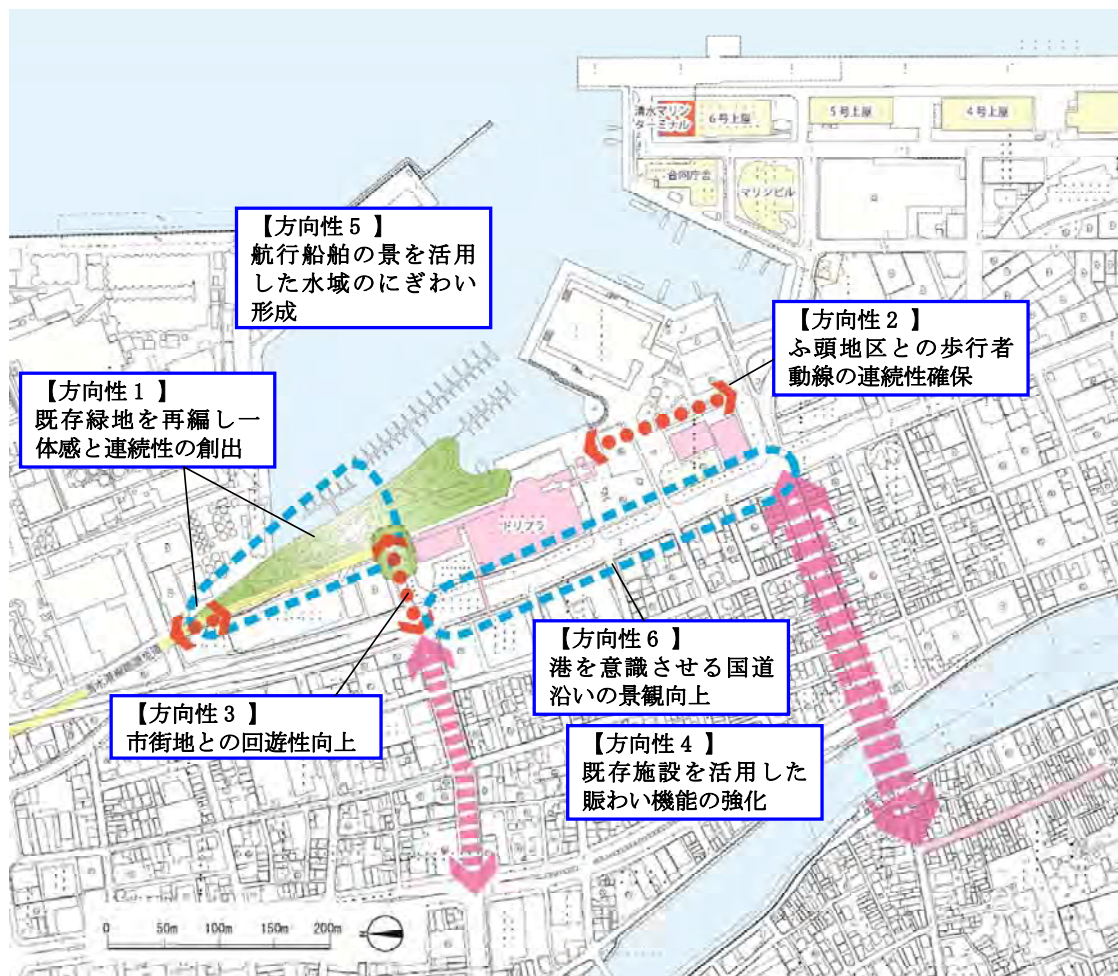 清水マリン
ターミナル
6号上屋
5号上屋
4号上屋
合同庁舎
マリンビル
【方向性5 】
航行船舶の景を活用
した水域のにぎわい
形成
【方向性2 】
ふ頭地区との歩行者
動線の連続性確保
【方向性1 】
既存緑地を再編し一
体感と連続性の創出
ドリプラ
【方向性6 】
港を意識させる国道
沿いの景観向上
【方向性3 】
市街地との回遊性向上
【方向性4 】
既存施設を活用した
賑わい機能の強化
0 50m 100m 150m 200m